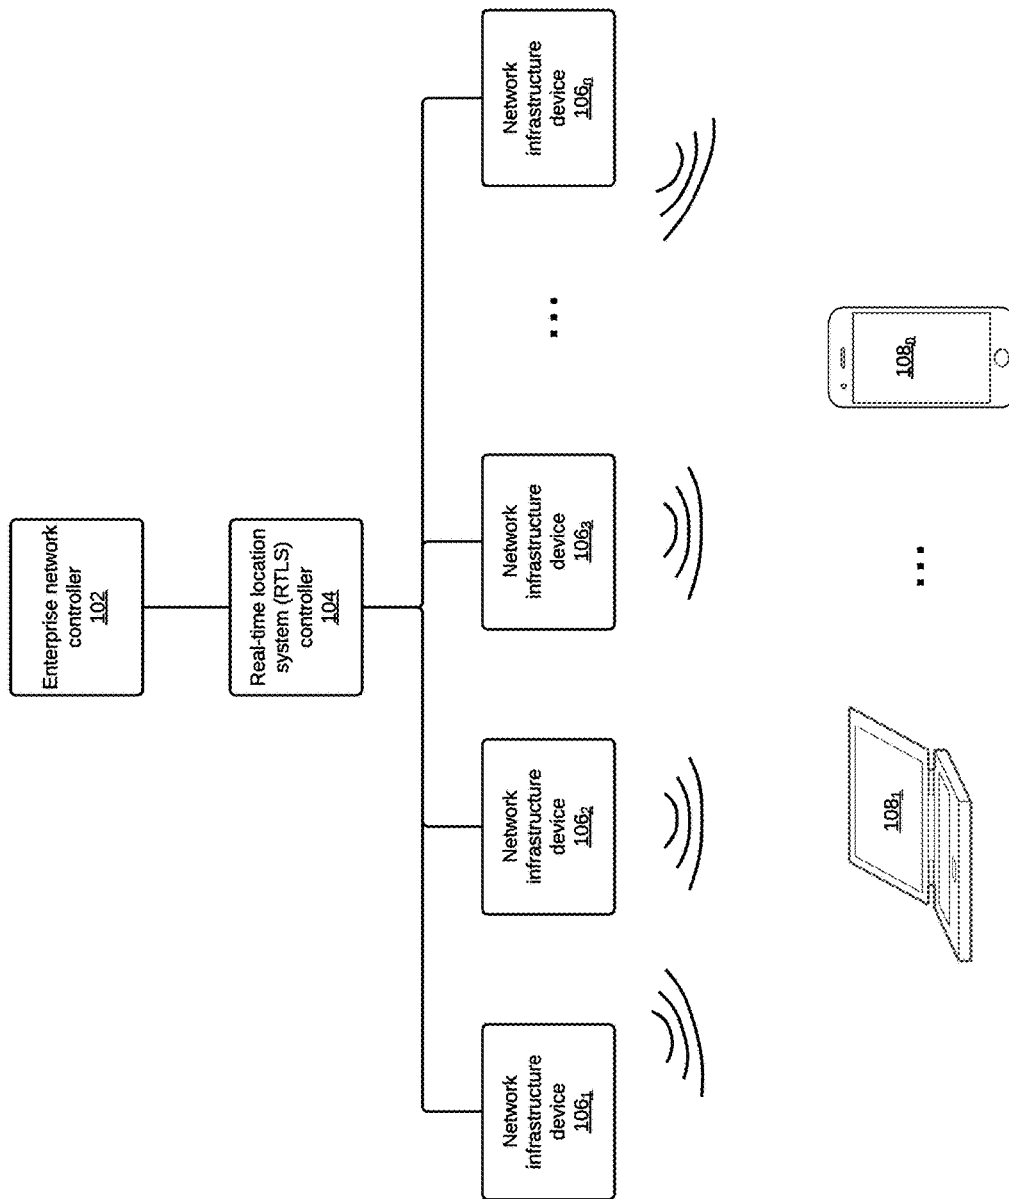 Enterprise network
controller
102
Real-time location
system (RTLS)
controller
104
Network
infrastructure
device
106₁
Network
infrastructure
device
106₂
Network
infrastructure
device
106₃
...
Network
infrastructure
device
106ₙ
108₁
...
108ₙ